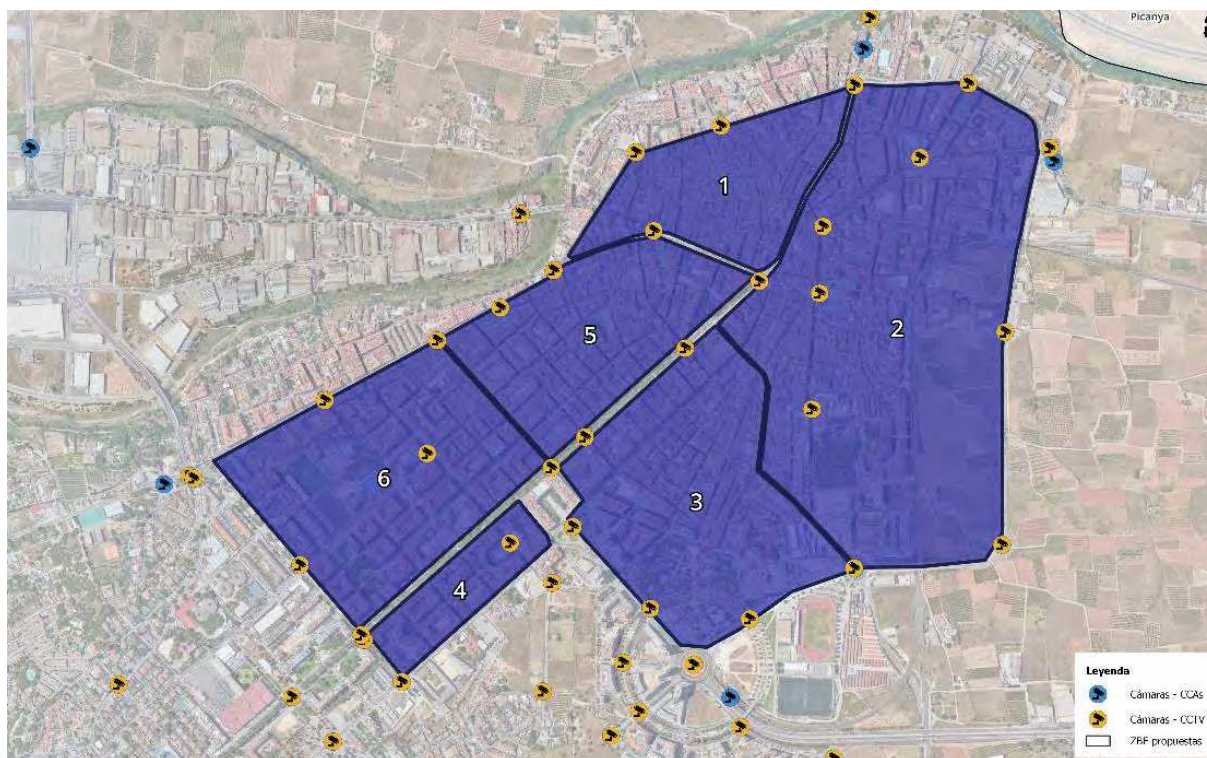 Picanya
1
2
5
6
3
4
Leyenda
Cámaras - CCAs
Cámaras - CCTV
ZBE propuestas